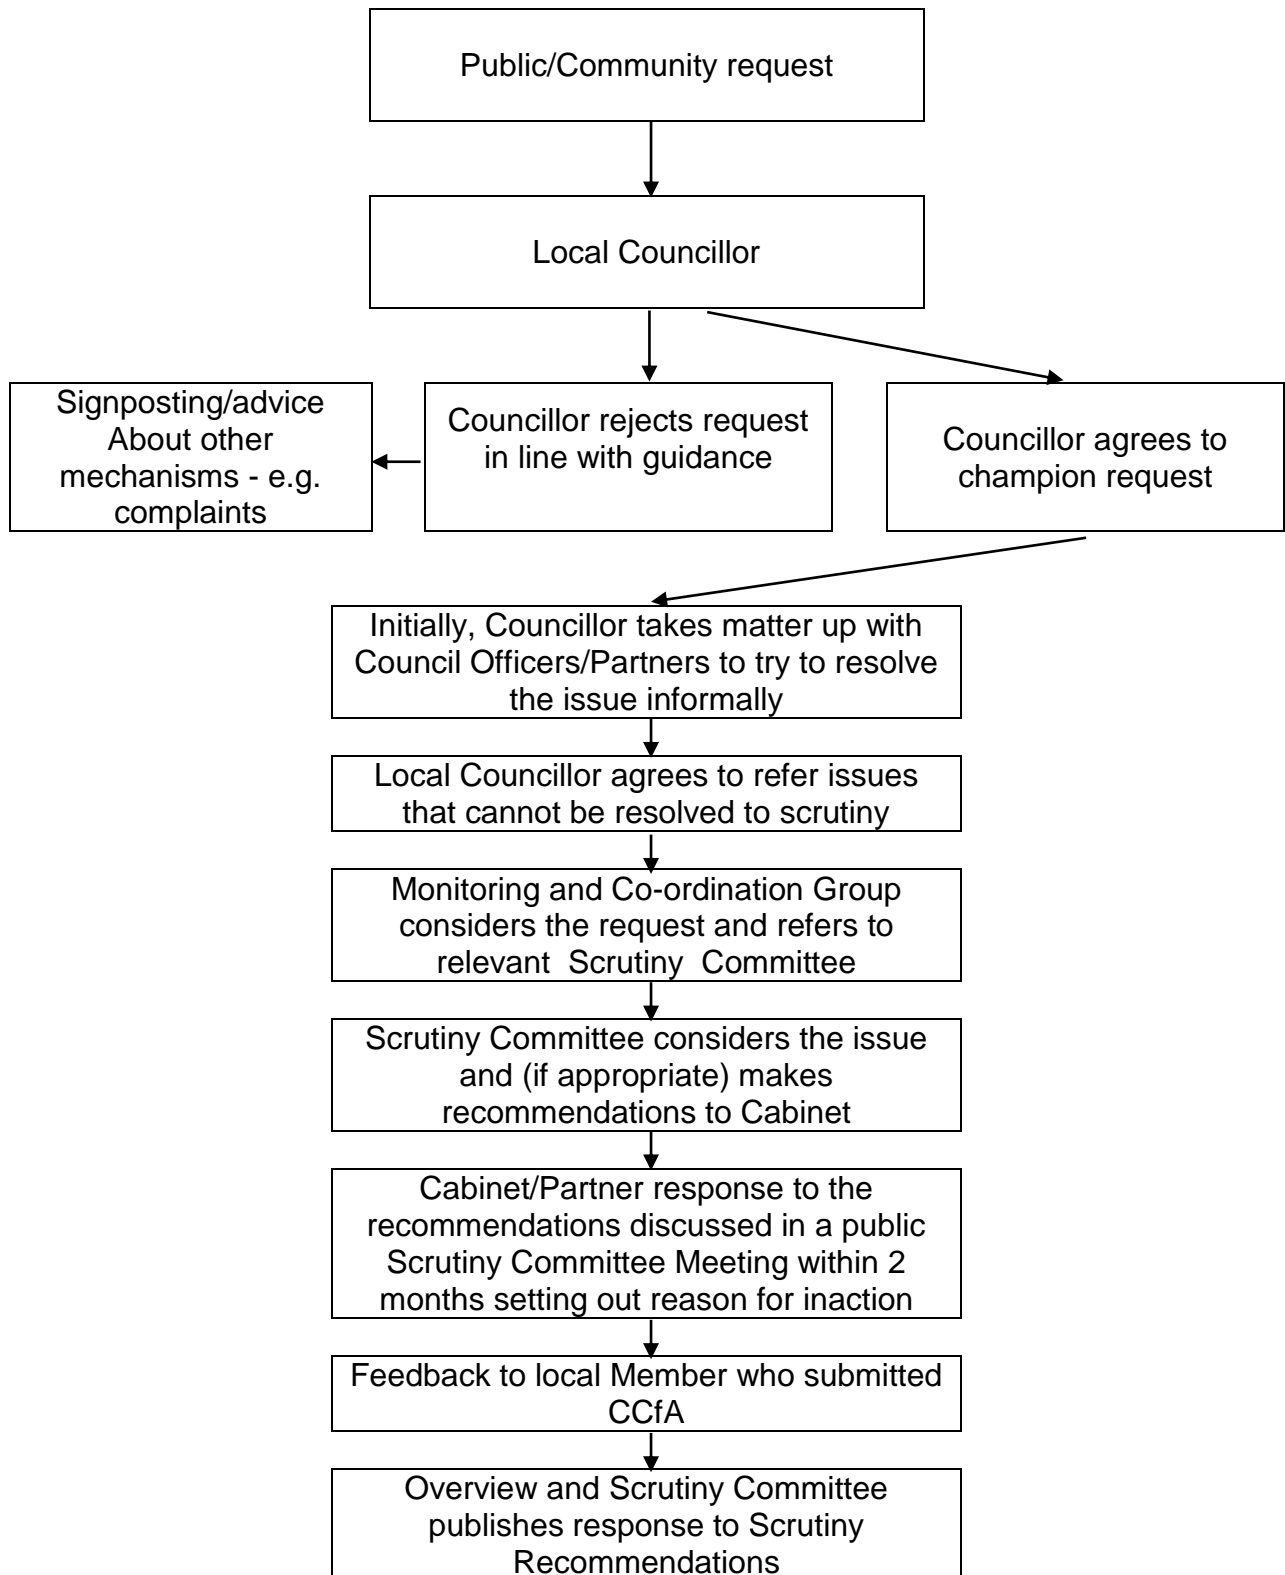 Public/Community request
Local Councillor
Signposting/advice
About other
mechanisms - e.g.
complaints
Councillor rejects request
in line with guidance
Councillor agrees to
champion request
Initially, Councillor takes matter up with
Council Officers/Partners to try to resolve
the issue informally
Local Councillor agrees to refer issues
that cannot be resolved to scrutiny
Monitoring and Co-ordination Group
considers the request and refers to
relevant Scrutiny Committee
Scrutiny Committee considers the issue
and (if appropriate) makes
recommendations to Cabinet
Cabinet/Partner response to the
recommendations discussed in a public
Scrutiny Committee Meeting within 2
months setting out reason for inaction
Feedback to local Member who submitted
CCfA
Overview and Scrutiny Committee
publishes response to Scrutiny
Recommendations